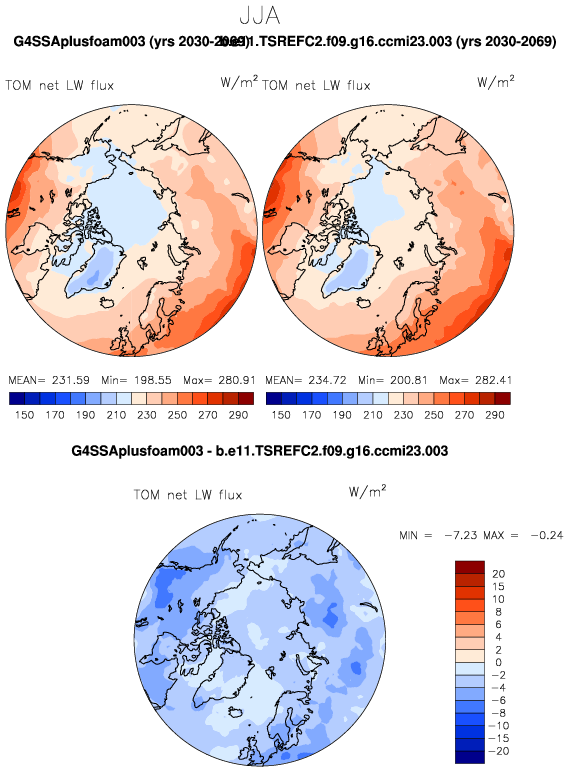 JJA
G4SSAplusfoam003 (yrs 2030-2069) b.e11.TSREFC2.f09.g16.ccmi23.003 (yrs 2030-2069)
TOM net LW flux W/m² TOM net LW flux W/m²
MEAN= 231.59 Min= 198.55 Max= 280.91 MEAN= 234.72 Min= 200.81 Max= 282.41
150 170 190 210 230 250 270 290 150 170 190 210 230 250 270 290
G4SSAplusfoam003 - b.e11.TSREFC2.f09.g16.ccmi23.003
TOM net LW flux W/m²
MIN = -7.23 MAX = -0.24
20
15
10
8
6
4
2
0
-2
-4
-6
-8
-10
-15
-20